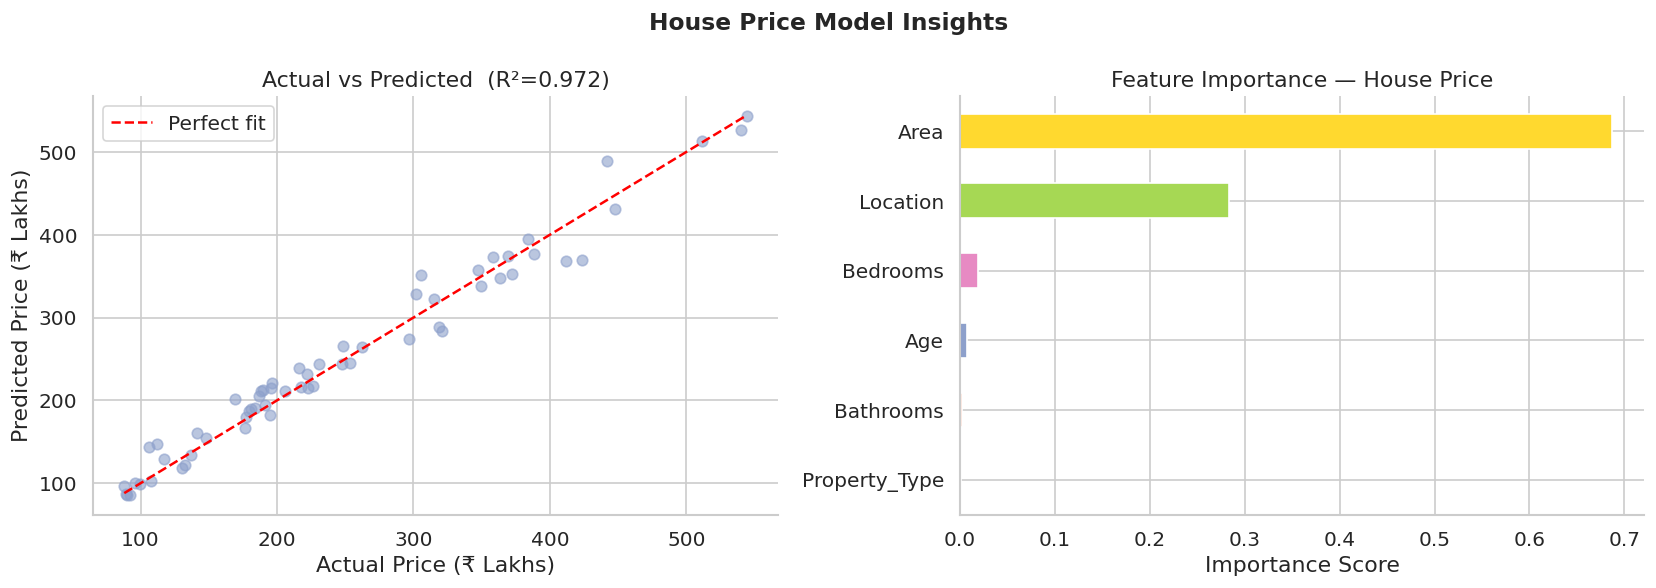 House Price Model Insights
Actual vs Predicted  (R²=0.972)
Perfect fit
500
400
300
200
100
Predicted Price (₹ Lakhs)
100
200
300
400
500
Actual Price (₹ Lakhs)
Feature Importance — House Price
Area
Location
Bedrooms
Age
Bathrooms
Property_Type
0.0
0.1
0.2
0.3
0.4
0.5
0.6
0.7
Importance Score